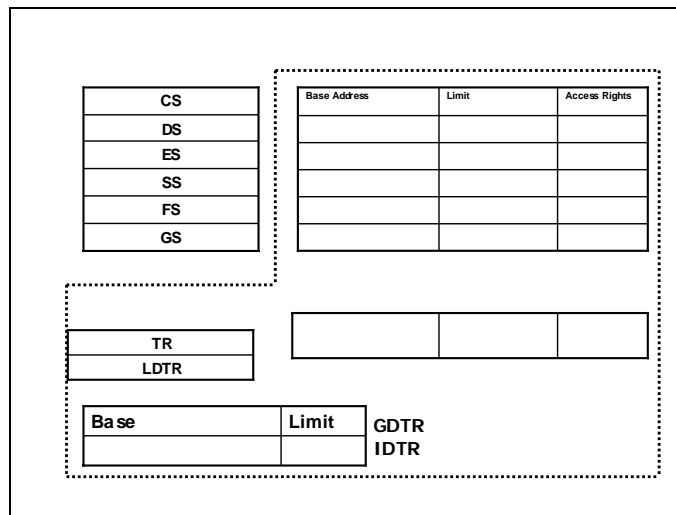 CS
DS
ES
SS
FS
GS
Base Address Limit Access Rights
TR
LDTR
Base Limit GDTR
IDTR